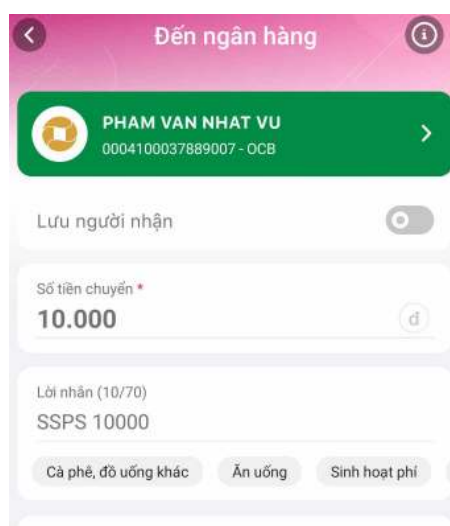 Đến ngân hàng
PHAM VAN NHAT VU
0004100037889007 - OCB
Lưu người nhận
Số tiền chuyển *
10.000
đ
Lời nhắn (10/70)
SSPS 10000
Cà phê, đồ uống khác Ăn uống Sinh hoạt phí